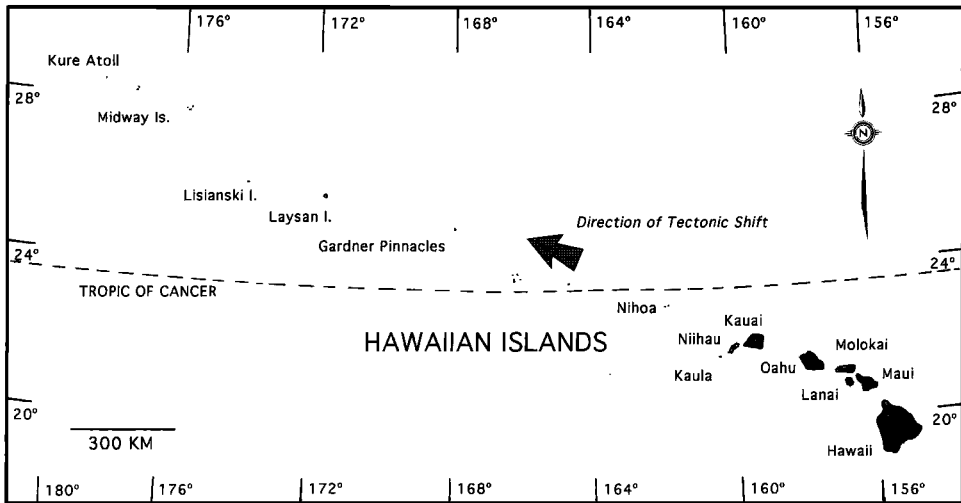 176° 172° 168° 164° 160° 156°
Kure Atoll
28° 28°
Midway Is.
N
Lisianski I.
Laysan I.
Direction of Tectonic Shift
Gardner Pinnacles
24° 24°
TROPIC OF CANCER
Nihoa
Kauai
HAWAIIAN ISLANDS
Niihau
Molokai
Kaula
Oahu
Maui
Lanai
20° 20°
300 KM
Hawaii
180° 176° 172° 168° 164° 160° 156°